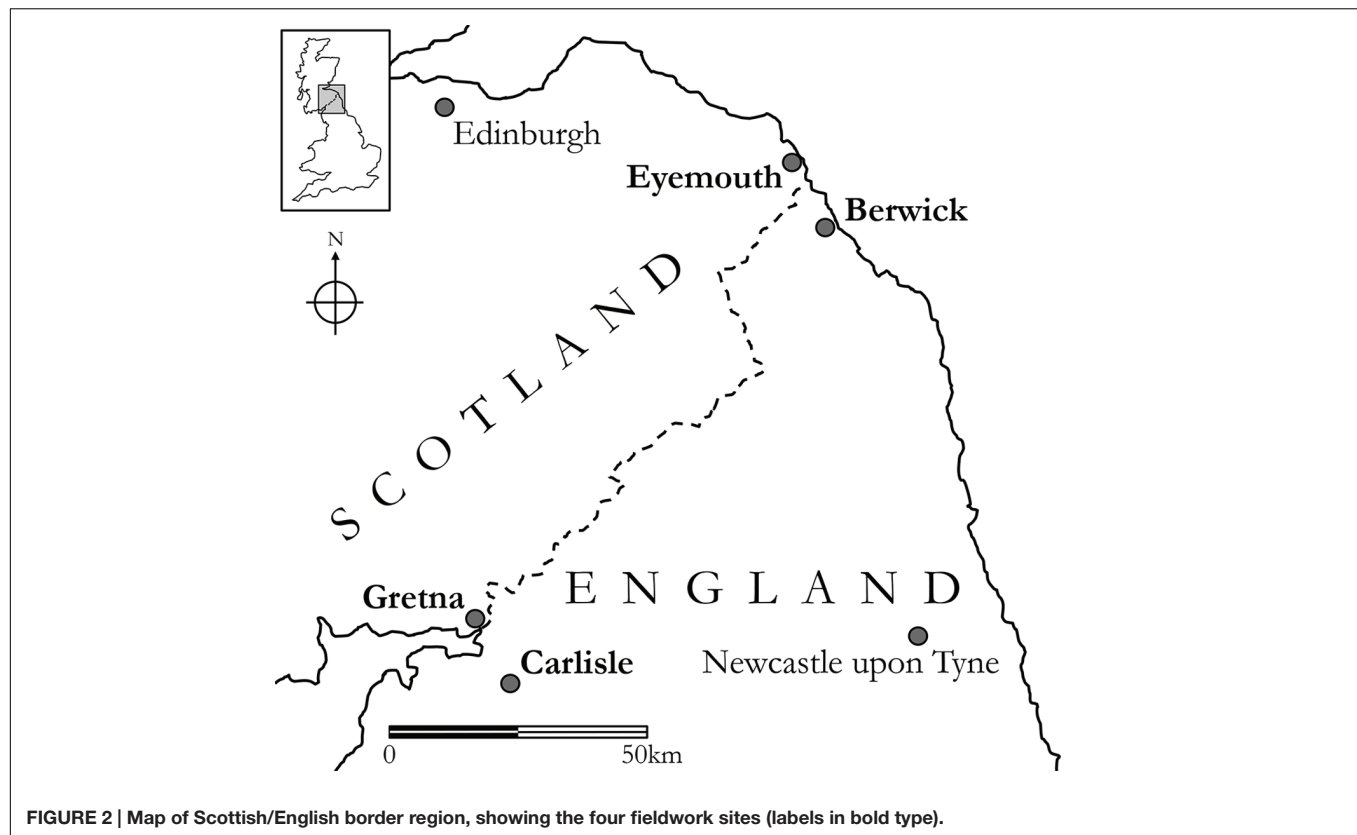 Edinburgh
Eyemouth
Berwick
N
SCOTLAND
Gretna
ENGLAND
Carlisle
Newcastle upon Tyne
0 50km
FIGURE 2 | Map of Scottish/English border region, showing the four fieldwork sites (labels in bold type).